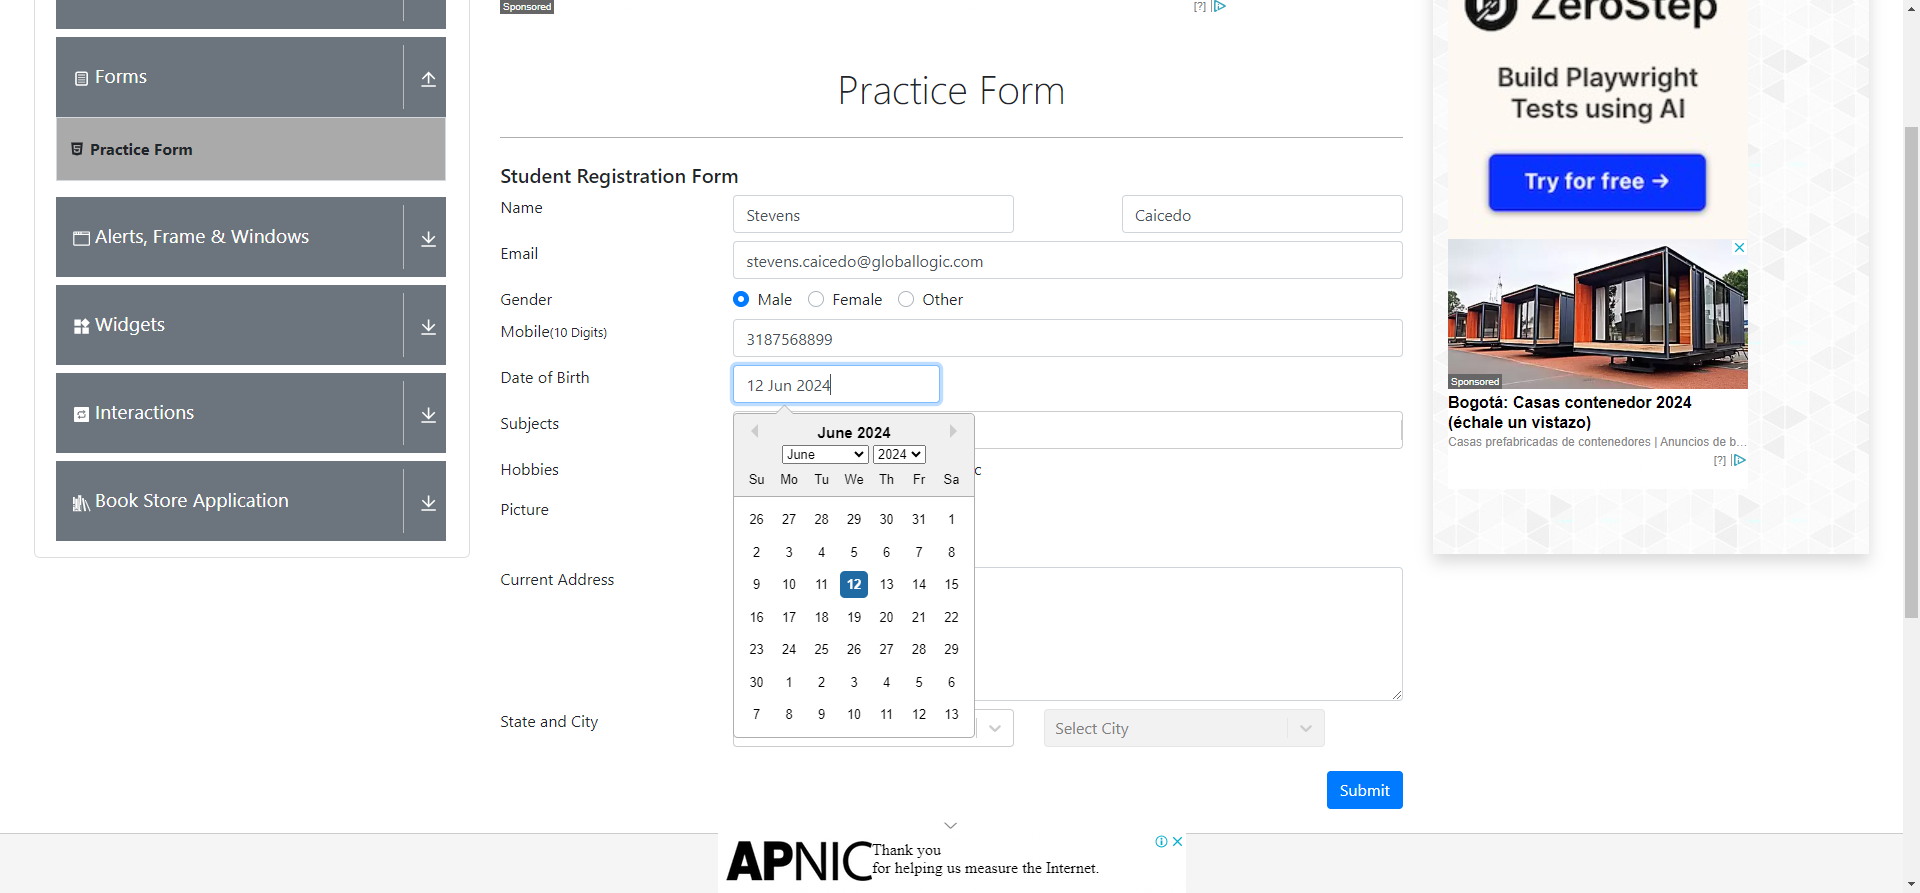 Sponsored
[?]
Forms
Practice Form
Alerts, Frame & Windows
Widgets
Interactions
Book Store Application
Practice Form
Student Registration Form
Name
Stevens
Caicedo
Email
stevens.caicedo@globallogic.com
Gender
Male
Female
Other
Mobile(10 Digits)
3187568899
Date of Birth
12 Jun 2024
Subjects
Hobbies
c
Picture
Current Address
State and City
June 2024
June
2024
Su Mo Tu We Th Fr Sa
26 27 28 29 30 31 1
2 3 4 5 6 7 8
9 10 11 12 13 14 15
16 17 18 19 20 21 22
23 24 25 26 27 28 29
30 1 2 3 4 5 6
7 8 9 10 11 12 13
Select City
Submit
ZeroStep
Build Playwright
Tests using AI
Try for free →
Sponsored
Bogotá: Casas contenedor 2024
(échale un vistazo)
Casas prefabricadas de contenedores | Anuncios de b...
[?]
APNIC
Thank you
for helping us measure the Internet.